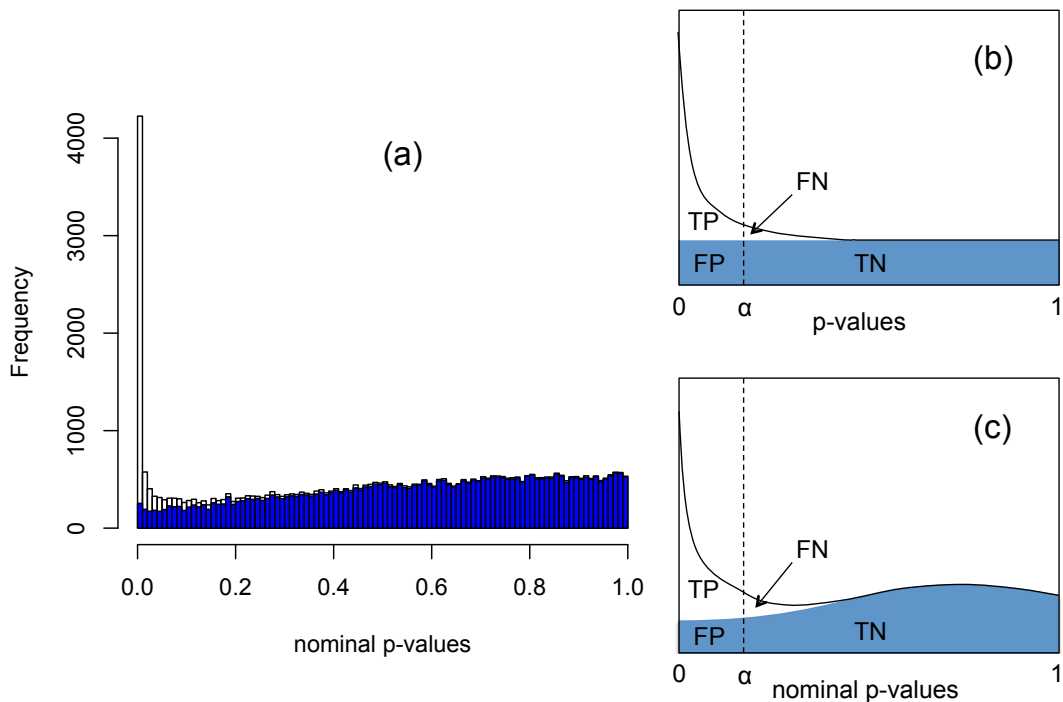 (a)
Frequency
4000
3000
2000
1000
0
0.0 0.2 0.4 0.6 0.8 1.0
nominal p-values
(b)
FN
TP
FP TN
0 α 1
p-values
(c)
FN
TP
FP TN
0 α 1
nominal p-values